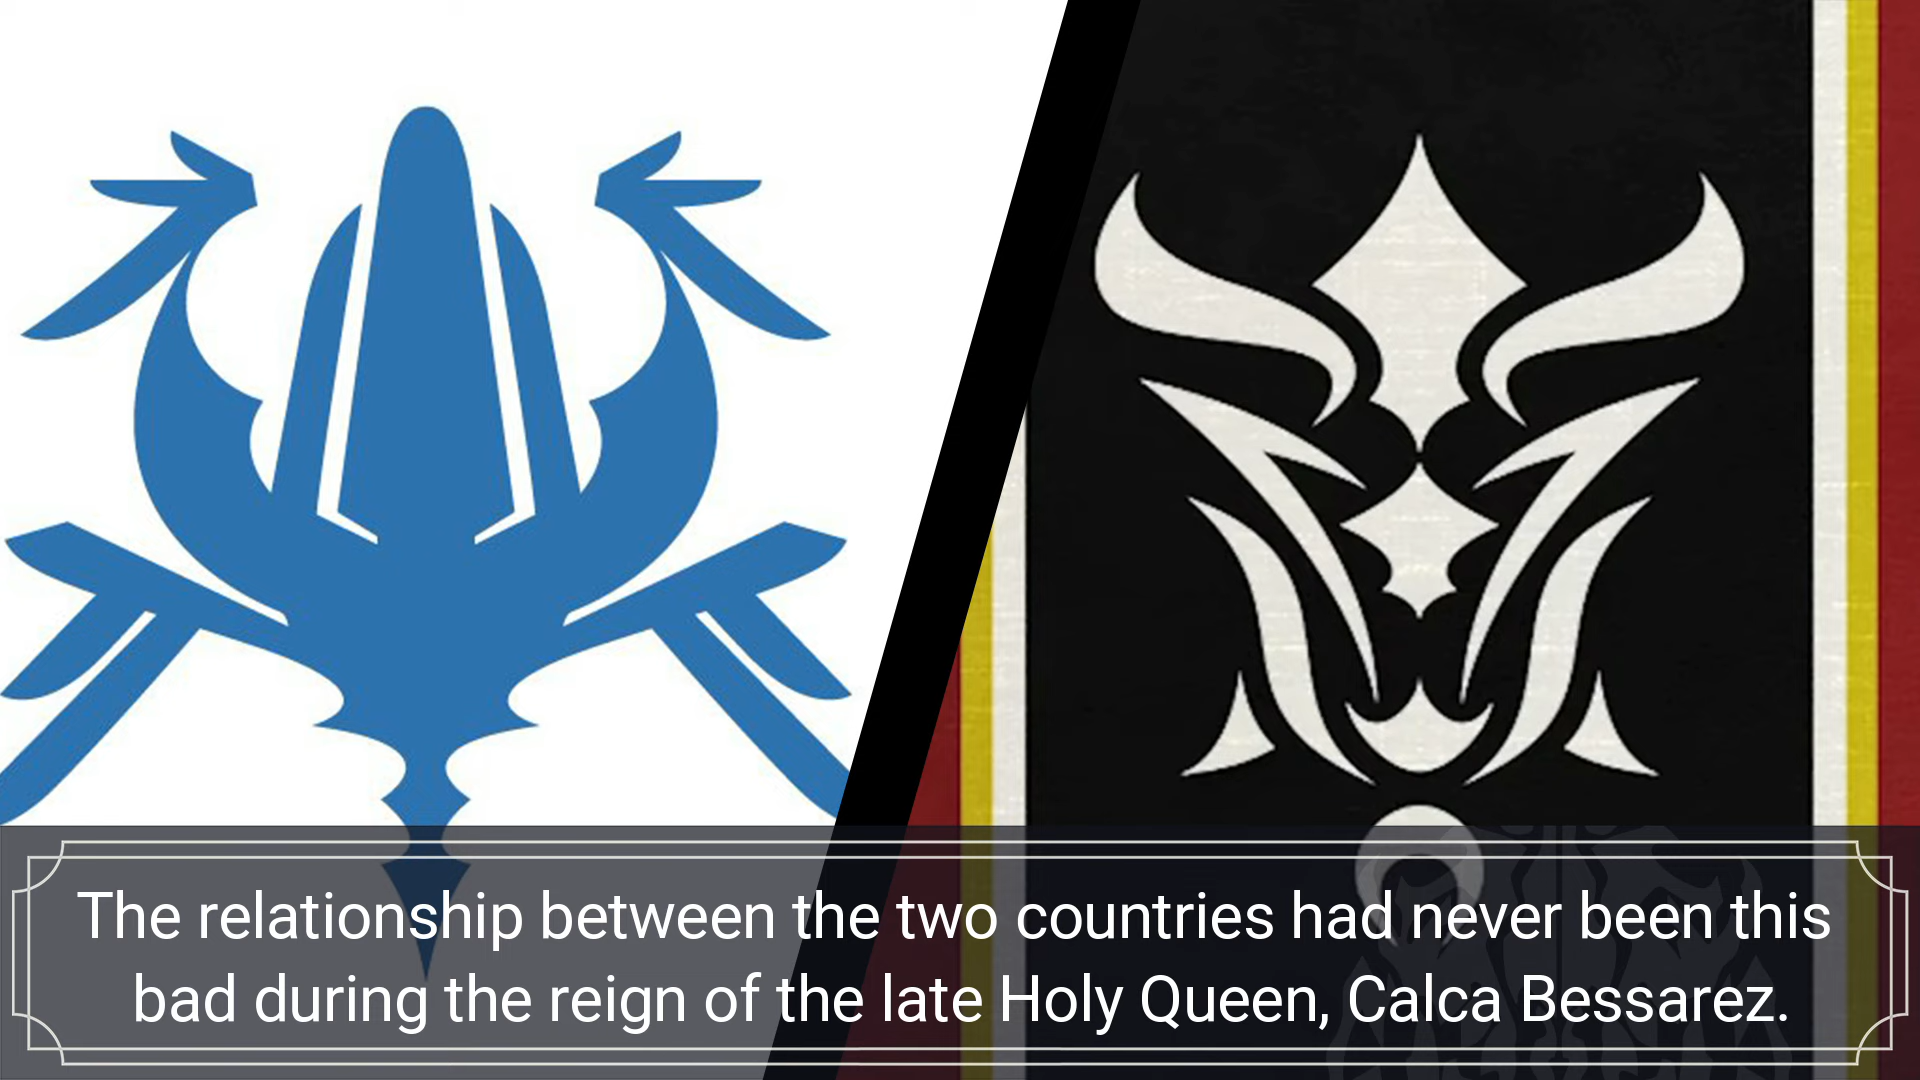 The relationship between the two countries had never been this
bad during the reign of the late Holy Queen, Calca Bessarez.